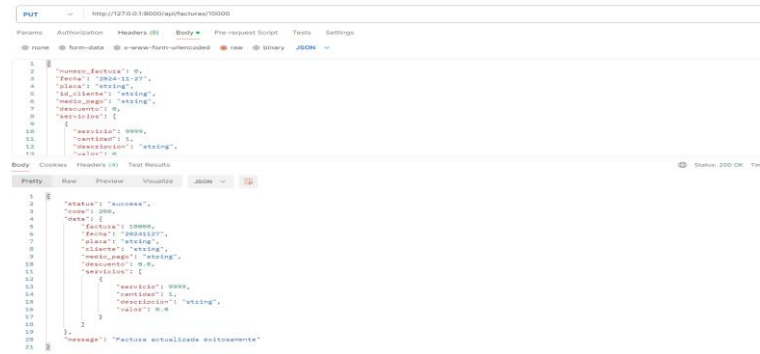 PUT http://127.0.0.1:8000/api/facturas/10000
Params Authorization Headers (8) Body Pre-request Script Tests Settings
none form-data x-www-form-urlencoded raw binary JSON
1 {
2 "numero_factura": 0,
3 "fecha": "2024-11-27",
4 "placa": "string",
5 "id_cliente": "string",
6 "medio_pago": "string",
7 "descuento": 0,
8 "servicios": [
9 {
10 "servicio": 9999,
11 "cantidad": 1,
12 "descripcion": "string",
13 "valor": 0
Body Cookies Headers (4) Test Results Status: 200 OK
Pretty Raw Preview Visualize JSON
1 {
2 "status": "success",
3 "code": 200,
4 "data": {
5 "factura": 10000,
6 "fecha": "20241127",
7 "placa": "string",
8 "cliente": "string",
9 "medio_pago": "string",
10 "descuento": 0.0,
11 "servicios": [
12 {
13 "servicio": 9999,
14 "cantidad": 1,
15 "descripcion": "string",
16 "valor": 0.0
17 }
18 ]
19 },
20 "message": "Factura actualizada exitosamente"
21 }